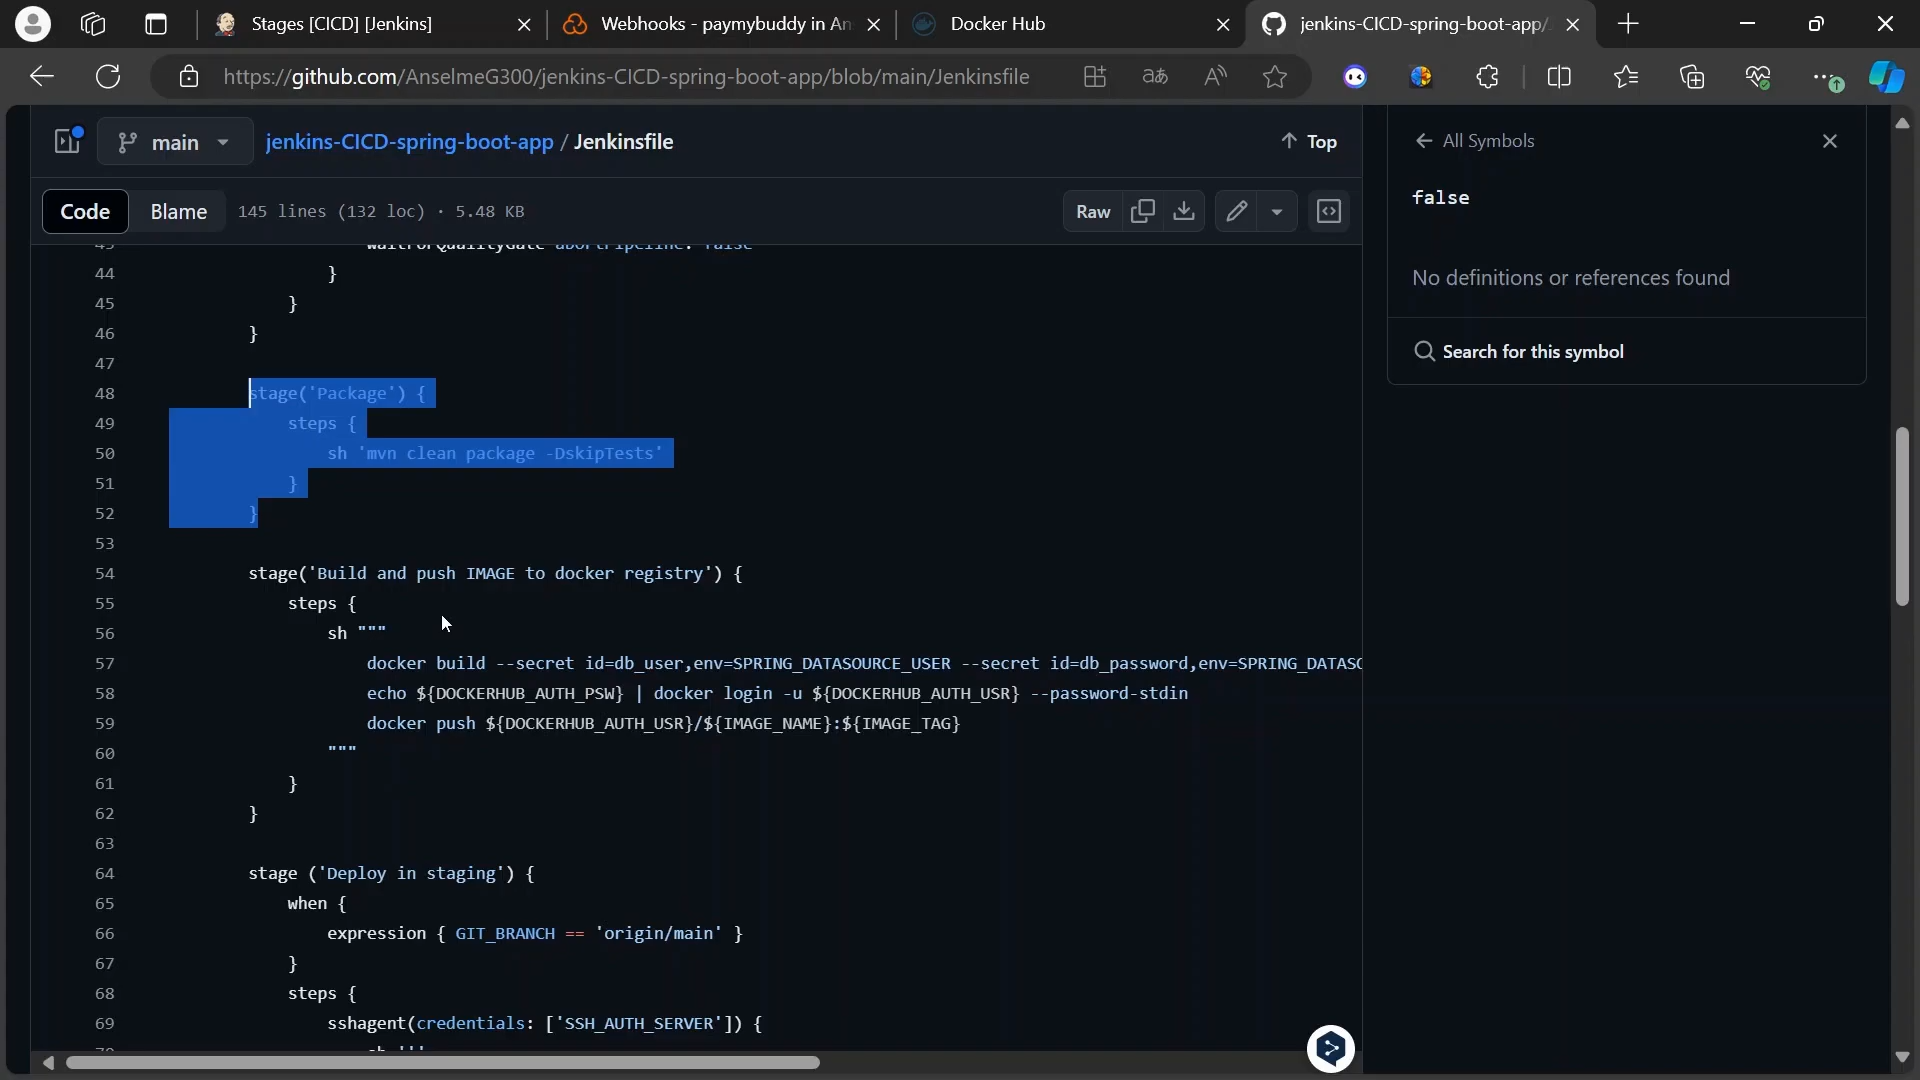 Stages [CICD] [Jenkins]
Webhooks - paymybuddy in An
Docker Hub
jenkins-CICD-spring-boot-app/
https://github.com/AnselmeG300/jenkins-CICD-spring-boot-app/blob/main/Jenkinsfile
main
jenkins-CICD-spring-boot-app / Jenkinsfile
Top
All Symbols
Code
Blame
145 lines (132 loc) · 5.48 KB
Raw
false
No definitions or references found
Search for this symbol
43 waitForQualityGate abortPipeline: false
44 }
45 }
46 }
47
48 stage('Package') {
49 steps {
50 sh 'mvn clean package -DskipTests'
51 }
52 }
53
54 stage('Build and push IMAGE to docker registry') {
55 steps {
56 sh """
57 docker build --secret id=db_user,env=SPRING_DATASOURCE_USER --secret id=db_password,env=SPRING_DATASO
58 echo ${DOCKERHUB_AUTH_PSW} | docker login -u ${DOCKERHUB_AUTH_USR} --password-stdin
59 docker push ${DOCKERHUB_AUTH_USR}/${IMAGE_NAME}:${IMAGE_TAG}
60 """
61 }
62 }
63
64 stage ('Deploy in staging') {
65 when {
66 expression { GIT_BRANCH == 'origin/main' }
67 }
68 steps {
69 sshagent(credentials: ['SSH_AUTH_SERVER']) {
70 sh '''